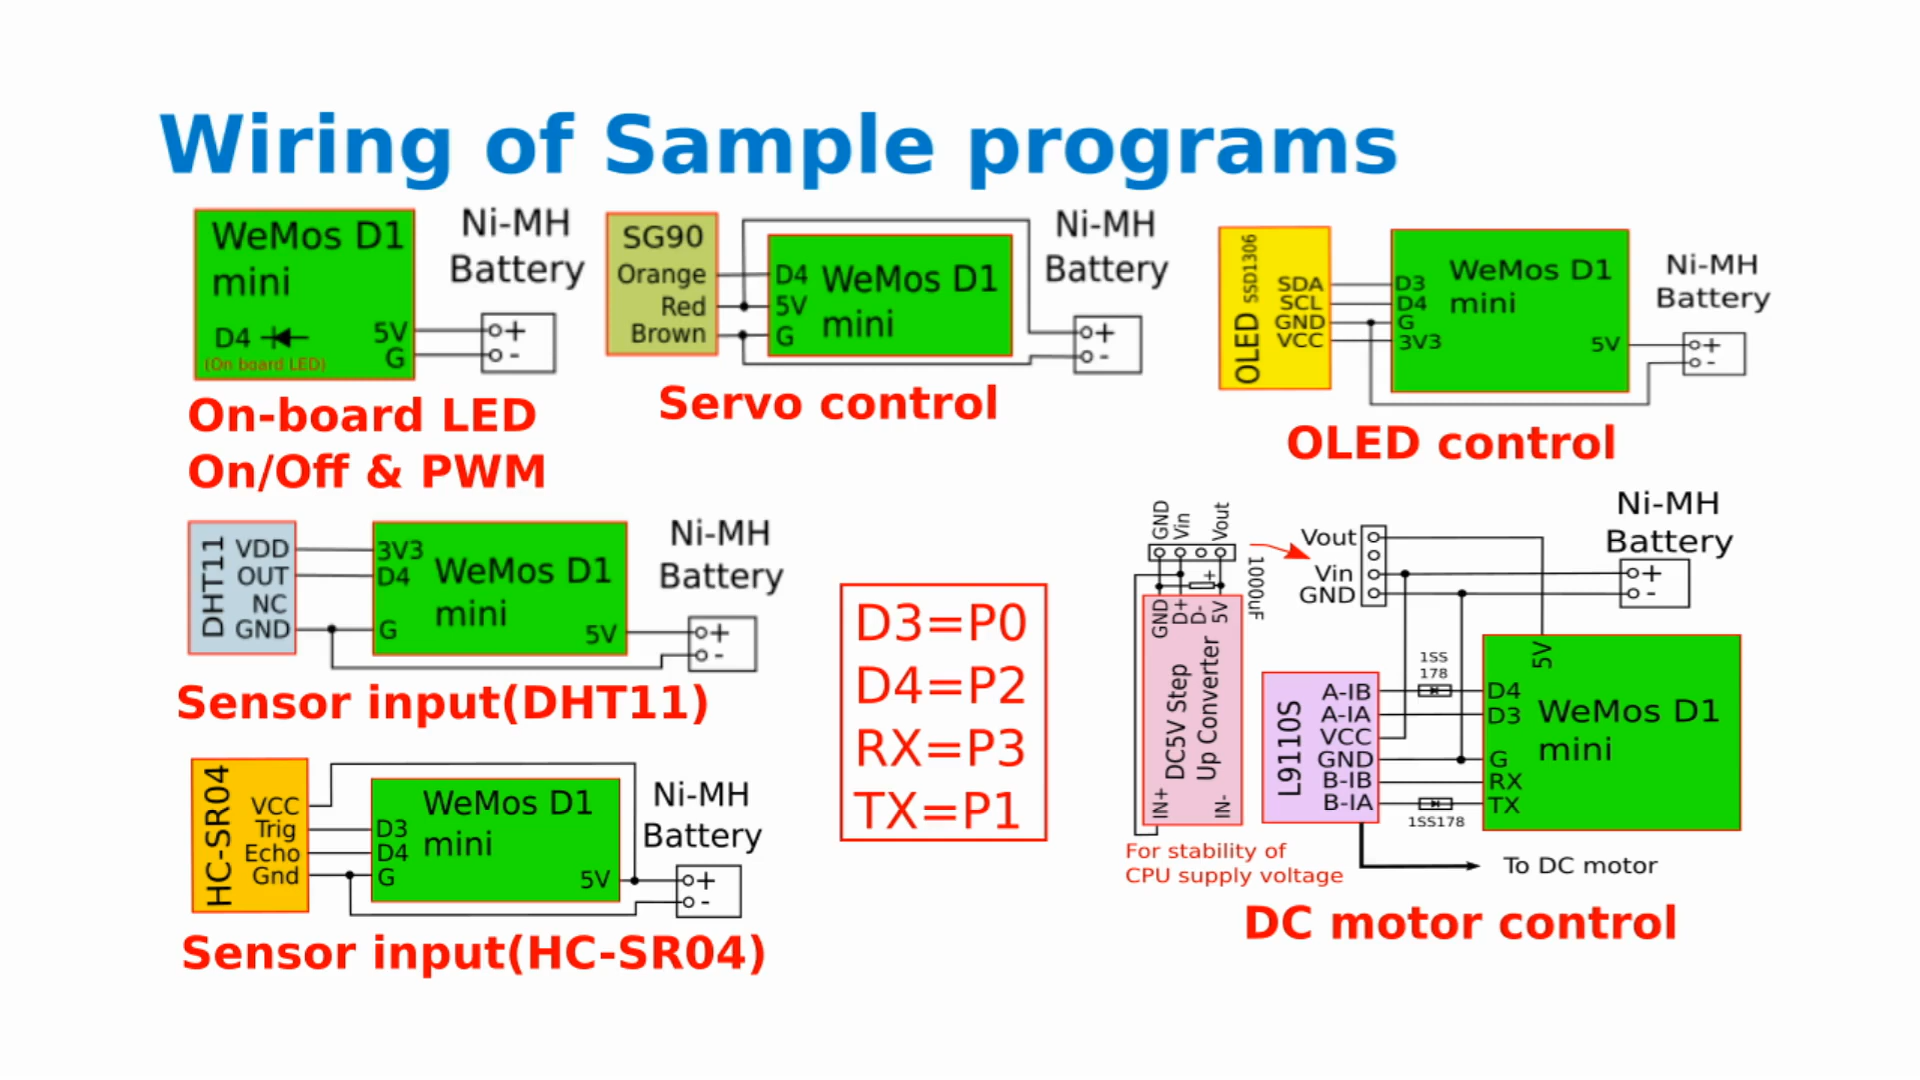 Wiring of Sample programs
WeMos D1
mini
D4
(On board LED)
5V
G
Ni-MH
Battery
+
-
On-board LED
On/Off & PWM
SG90
Orange
Red
Brown
D4
5V
G
WeMos D1
mini
Ni-MH
Battery
+
-
Servo control
OLED SSD1306
SDA
SCL
GND
VCC
D3
D4
G
3V3
WeMos D1
mini
5V
Ni-MH
Battery
+
-
OLED control
DHT11
VDD
OUT
NC
GND
3V3
D4
G
WeMos D1
mini
5V
Ni-MH
Battery
+
-
Sensor input(DHT11)
HC-SR04
VCC
Trig
Echo
Gnd
D3
D4
G
WeMos D1
mini
5V
Ni-MH
Battery
+
-
Sensor input(HC-SR04)
D3=P0
D4=P2
RX=P3
TX=P1
GND
Vin
Vout
+
1000uF
GND
D+
D-
5V
DC5V Step
Up Converter
IN+
IN-
For stability of
CPU supply voltage
Vout
Vin
GND
Ni-MH
Battery
+
-
L9110S
A-IB
A-IA
VCC
GND
B-IB
B-IA
1SS
178
1SS178
5V
D4
D3
G
RX
TX
WeMos D1
mini
To DC motor
DC motor control